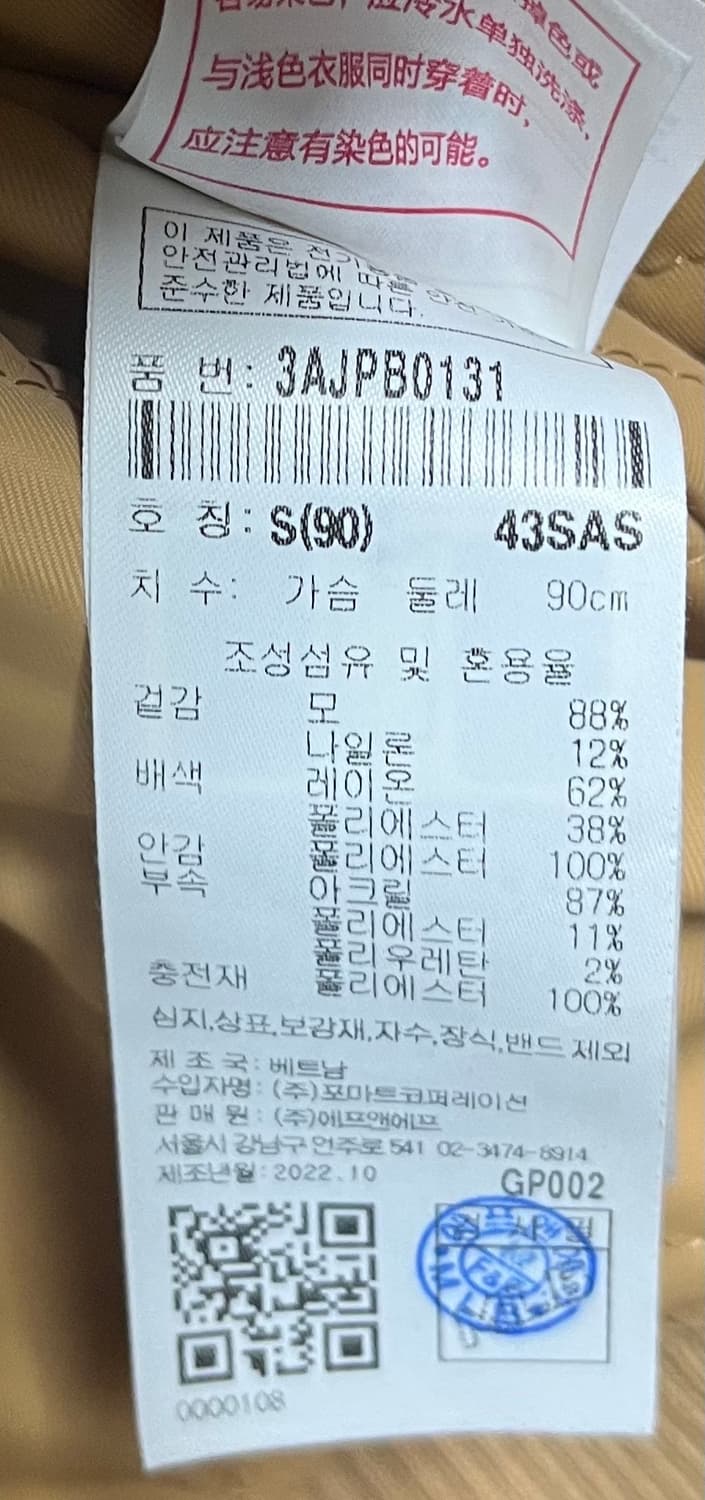 应冷水单独洗涤,
与浅色衣服同时穿着时,
应注意有染色的可能。
이 제품은
안전관리법에 따른
준수한 제품입니다.
품 번: 3AJPB0131
호 칭: S(90) 43SAS
치 수: 가슴 둘레 90cm
조성섬유 및 혼용율
겉감 모 88%
나일론 12%
배색 레이온 62%
폴리에스터 38%
안감 폴리에스터 100%
부속 아크릴 87%
폴리에스터 11%
폴리우레탄 2%
충전재 폴리에스터 100%
심지,상표,보강재,자수,장식,밴드 제외
제 조 국: 베트남
수입자명: (주)포마트코퍼레이션
판 매 원: (주)에프앤에프
서울시 강남구 언주로 541 02-3474-8914
제조년월: 2022.10
GP002
0000108